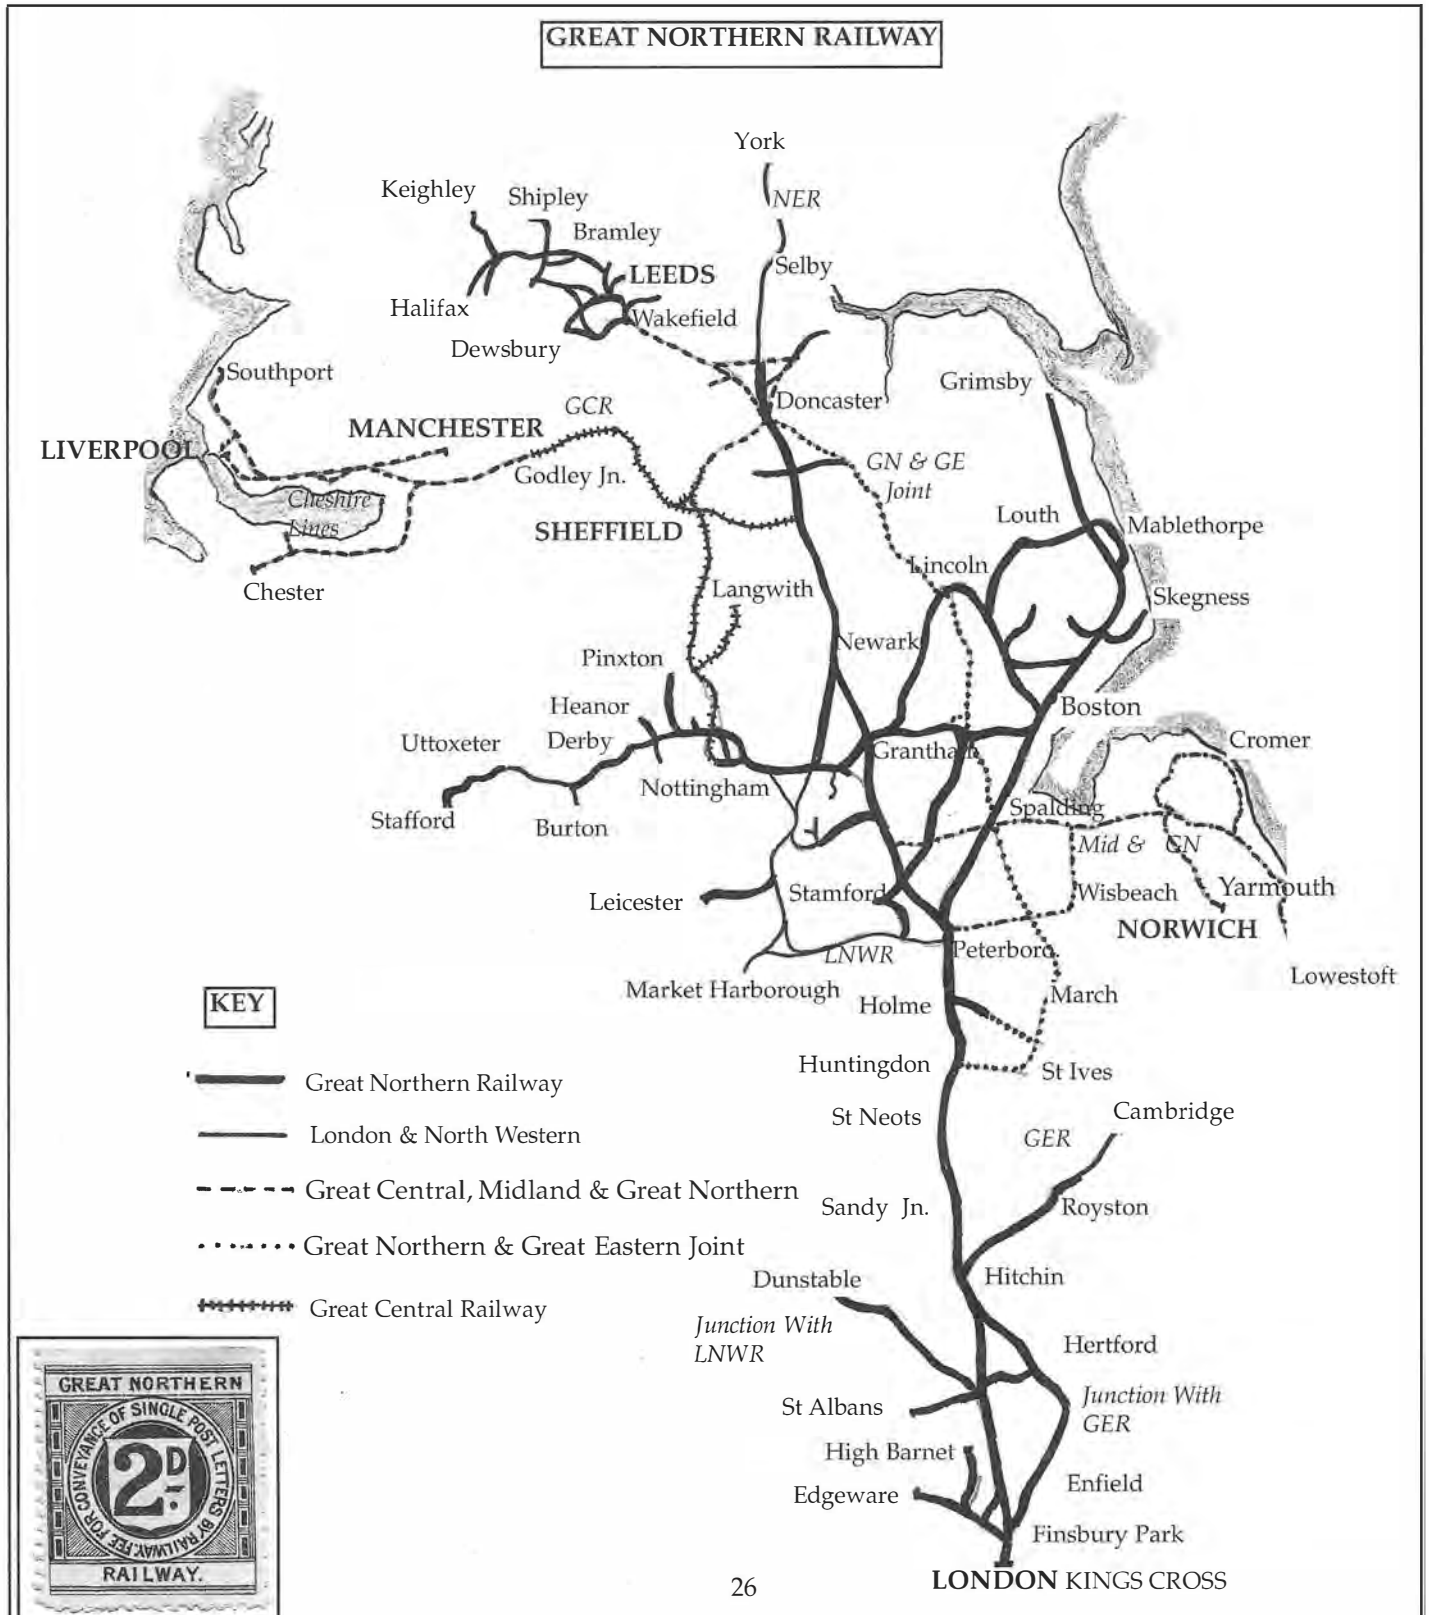 GREAT NORTHERN RAILWAY
York
NER
Keighley
Shipley
Bramley
LEEDS
Selby
Halifax
Wakefield
Dewsbury
Southport
Doncaster
Grimsby
GCR
MANCHESTER
LIVERPOOL
Godley Jn.
GN & GE
Joint
Cheshire
Lines
SHEFFIELD
Louth
Mablethorpe
Lincoln
Chester
Langwith
Skegness
Newark
Pinxton
Heanor
Boston
Uttoxeter
Derby
Grantham
Cromer
Nottingham
Stafford
Burton
Spalding
Mid & GN
Leicester
Stamford
Wisbeach
Yarmouth
NORWICH
LNWR
Peterboro.
Lowestoft
Market Harborough
Holme
March
KEY
Huntingdon
St Ives
Great Northern Railway
St Neots
Cambridge
London & North Western
GER
Great Central, Midland & Great Northern
Sandy Jn.
Royston
Great Northern & Great Eastern Joint
Dunstable
Hitchin
Great Central Railway
Junction With
LNWR
Hertford
Junction With
GER
St Albans
High Barnet
Edgeware
Enfield
Finsbury Park
LONDON KINGS CROSS
GREAT NORTHERN
FEE FOR CONVEYANCE OF SINGLE POST LETTERS BY RAILWAY.
2D
RAILWAY.
26